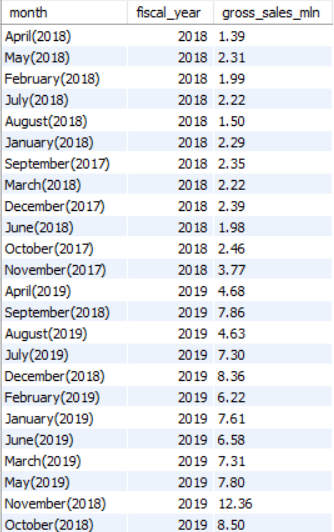 month fiscal_year gross_sales_mln
April(2018) 2018 1.39
May(2018) 2018 2.31
February(2018) 2018 1.99
July(2018) 2018 2.22
August(2018) 2018 1.50
January(2018) 2018 2.29
September(2017) 2018 2.35
March(2018) 2018 2.22
December(2017) 2018 2.39
June(2018) 2018 1.98
October(2017) 2018 2.46
November(2017) 2018 3.77
April(2019) 2019 4.68
September(2018) 2019 7.86
August(2019) 2019 4.63
July(2019) 2019 7.30
December(2018) 2019 8.36
February(2019) 2019 6.22
January(2019) 2019 7.61
June(2019) 2019 6.58
March(2019) 2019 7.31
May(2019) 2019 7.80
November(2018) 2019 12.36
October(2018) 2019 8.50